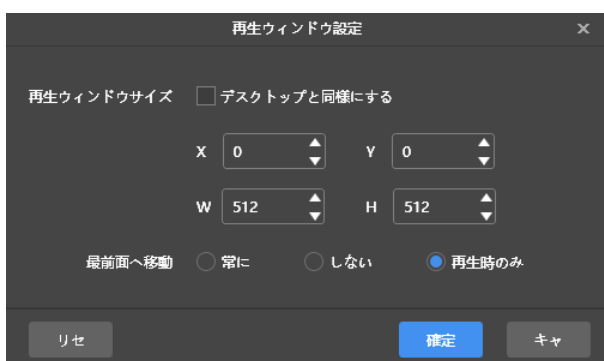 再生ウィンドウ設定 ×
再生ウィンドウサイズ デスクトップと同様にする
X 0 Y 0
W 512 H 512
最前面へ移動 常に しない 再生時のみ
リセ 確定 キャ